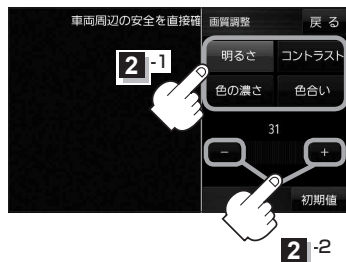 車両周辺の安全を直接確
画質調整 戻る
2 -1
明るさ コントラスト
色の濃さ 色合い
31
− +
初期値
2 -2